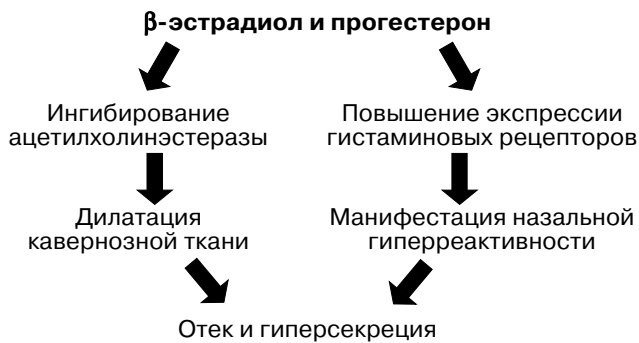 β-эстрадиол и прогестерон
Ингибирование
ацетилхолинэстеразы
Повышение экспрессии
гистаминовых рецепторов
Дилатация
кавернозной ткани
Манифестация назальной
гиперреактивности
Отек и гиперсекреция